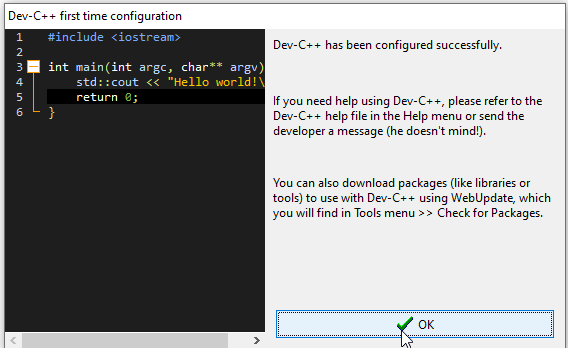 Dev-C++ first time configuration
1 #include <iostream>
2
3 int main(int argc, char** argv)
4 std::cout << "Hello world!\
5 return 0;
6 }
Dev-C++ has been configured successfully.
If you need help using Dev-C++, please refer to the
Dev-C++ help file in the Help menu or send the
developer a message (he doesn't mind!).
You can also download packages (like libraries or
tools) to use with Dev-C++ using WebUpdate, which
you will find in Tools menu >> Check for Packages.
OK